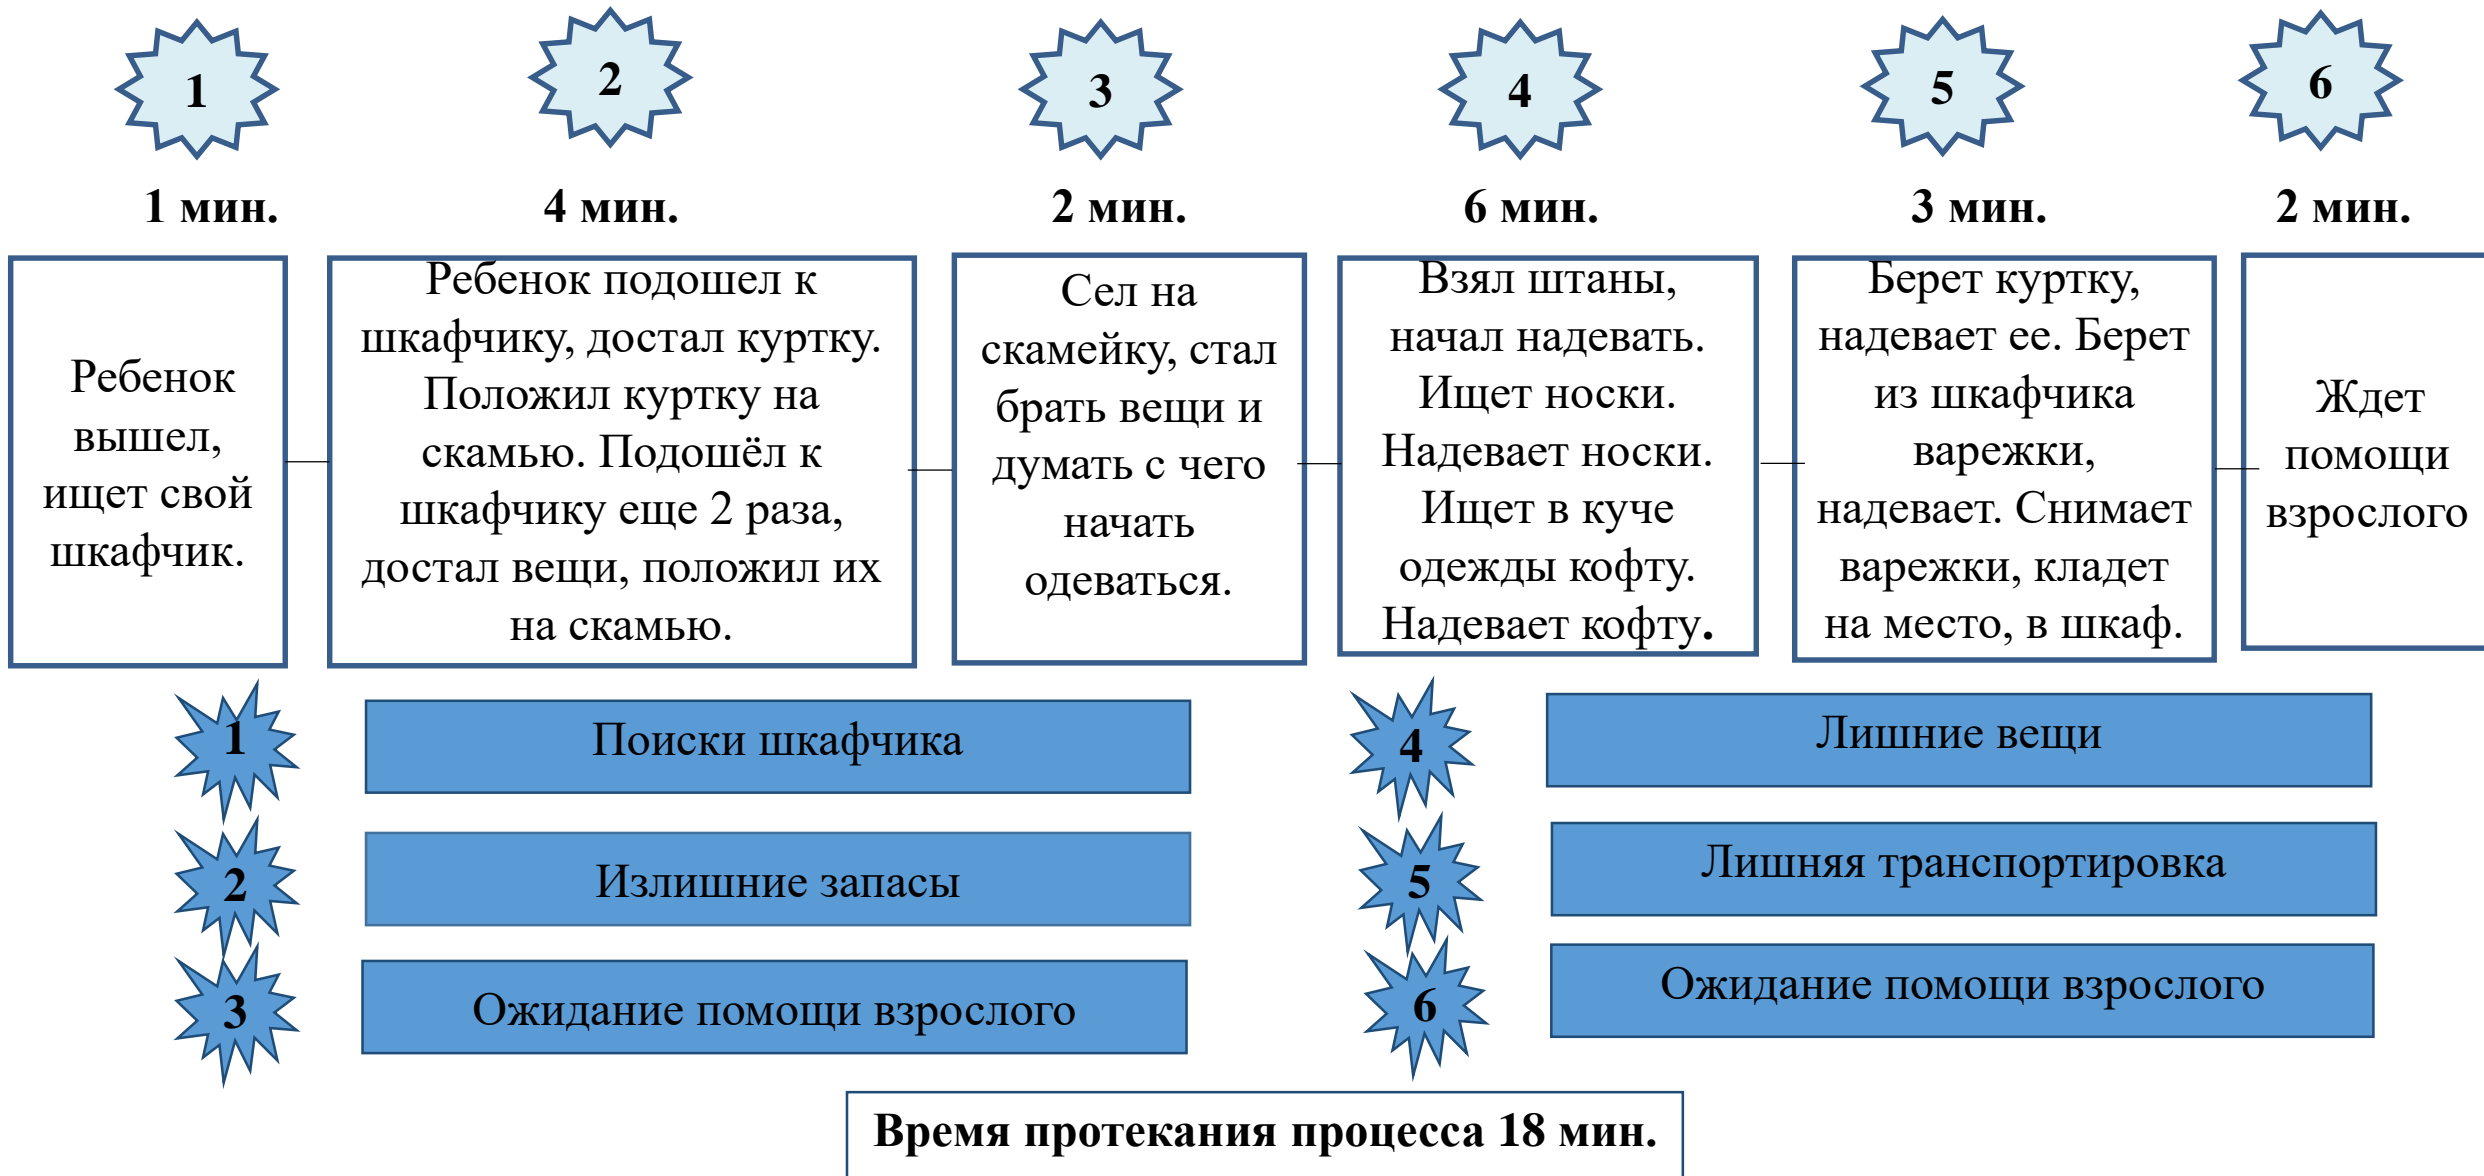 1
2
3
4
5
6
1 мин.
4 мин.
2 мин.
6 мин.
3 мин.
2 мин.
Ребенок
вышел,
ищет свой
шкафчик.
Ребенок подошел к
шкафчику, достал куртку.
Положил куртку на
скамью. Подошёл к
шкафчику еще 2 раза,
достал вещи, положил их
на скамью.
Сел на
скамейку, стал
брать вещи и
думать с чего
начать
одеваться.
Взял штаны,
начал надевать.
Ищет носки.
Надевает носки.
Ищет в куче
одежды кофту.
Надевает кофту.
Берет куртку,
надевает ее. Берет
из шкафчика
варежки,
надевает. Снимает
варежки, кладет
на место, в шкаф.
Ждет
помощи
взрослого
1
Поиски шкафчика
2
Излишние запасы
3
Ожидание помощи взрослого
4
Лишние вещи
5
Лишняя транспортировка
6
Ожидание помощи взрослого
Время протекания процесса 18 мин.